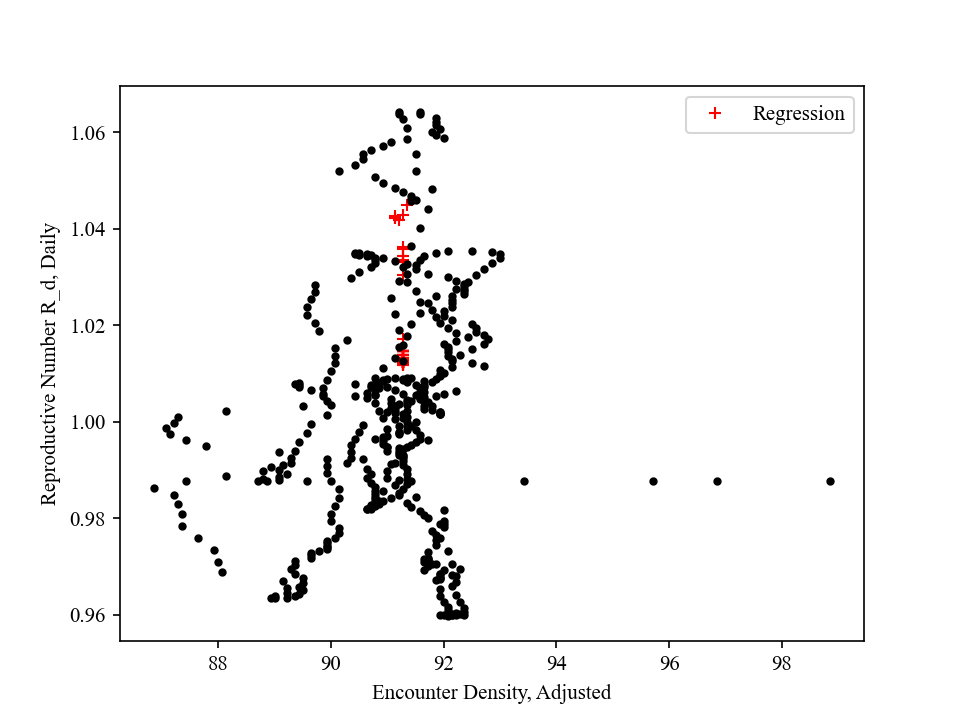 Regression
1.06
1.04
1.02
1.00
0.98
0.96
Reproductive Number R_d, Daily
88 90 92 94 96 98
Encounter Density, Adjusted